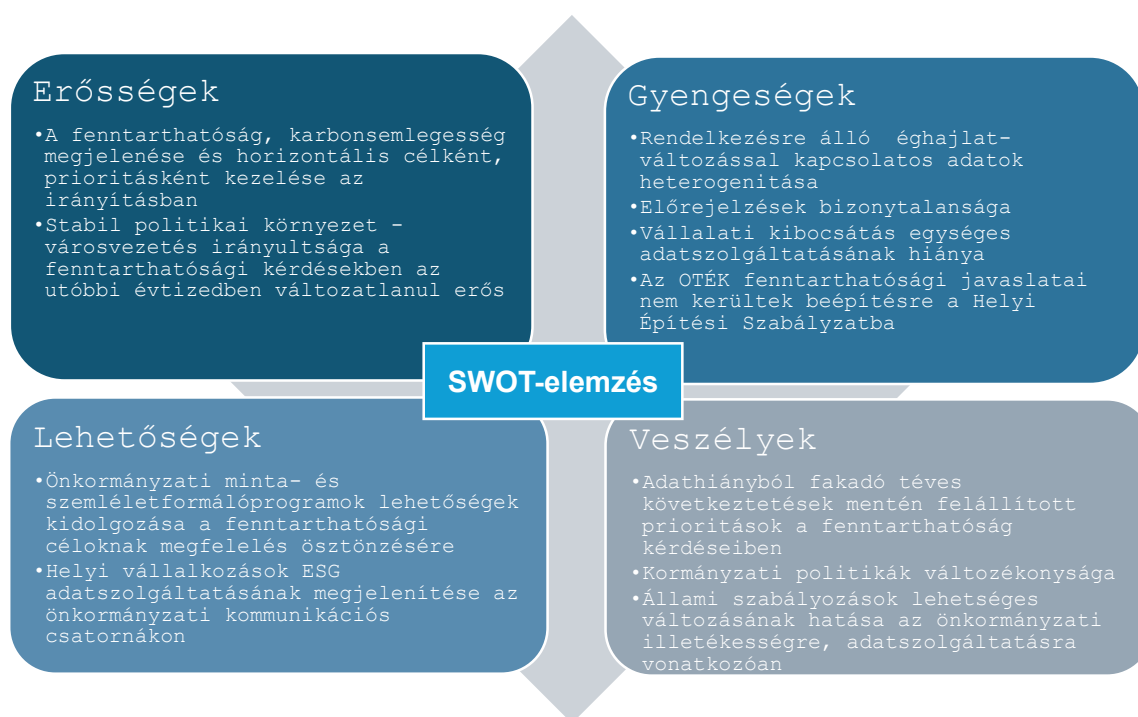 Erősségek
•A fenntarthatóság, karbonsemlegesség
megjelenése és horizontális célként,
prioritásként kezelése az
irányításban
•Stabil politikai környezet -
városvezetés irányultsága a
fenntarthatósági kérdésekben az
utóbbi évtizedben változatlanul erős
Gyengeségek
•Rendelkezésre álló éghajlat-
változással kapcsolatos adatok
heterogenitása
•Előrejelzések bizonytalansága
•Vállalati kibocsátás egységes
adatszolgáltatásának hiánya
•Az OTÉK fenntarthatósági javaslatai
nem kerültek beépítésre a Helyi
Építési Szabályzatba
SWOT-elemzés
Lehetőségek
•Önkormányzati minta- és
szemléletformálóprogramok lehetőségek
kidolgozása a fenntarthatósági
céloknak megfelelés ösztönzésére
•Helyi vállalkozások ESG
adatszolgáltatásának megjelenítése az
önkormányzati kommunikációs
csatornákon
Veszélyek
•Adathiányból fakadó téves
következtetések mentén felállított
prioritások a fenntarthatóság
kérdéseiben
•Kormányzati politikák változékonysága
•Állami szabályozások lehetséges
változásának hatása az önkormányzati
illetékességre, adatszolgáltatásra
vonatkozóan